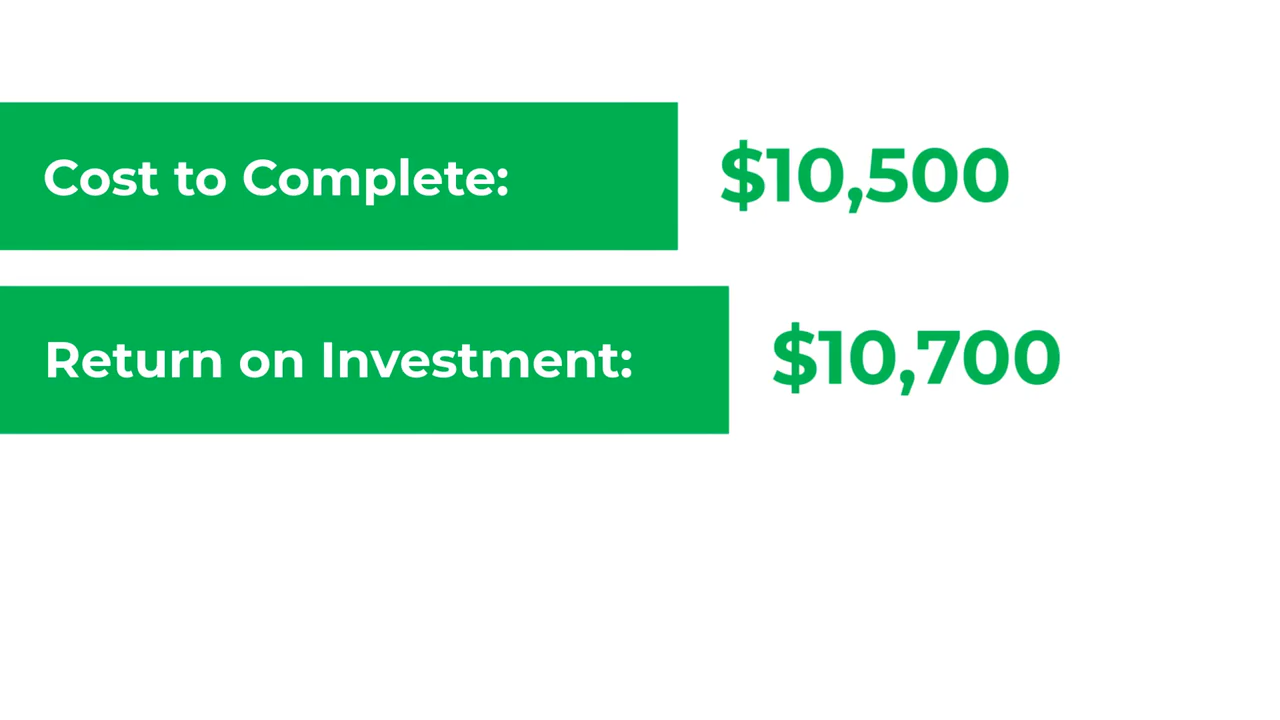 Cost to Complete: $10,500
Return on Investment: $10,700